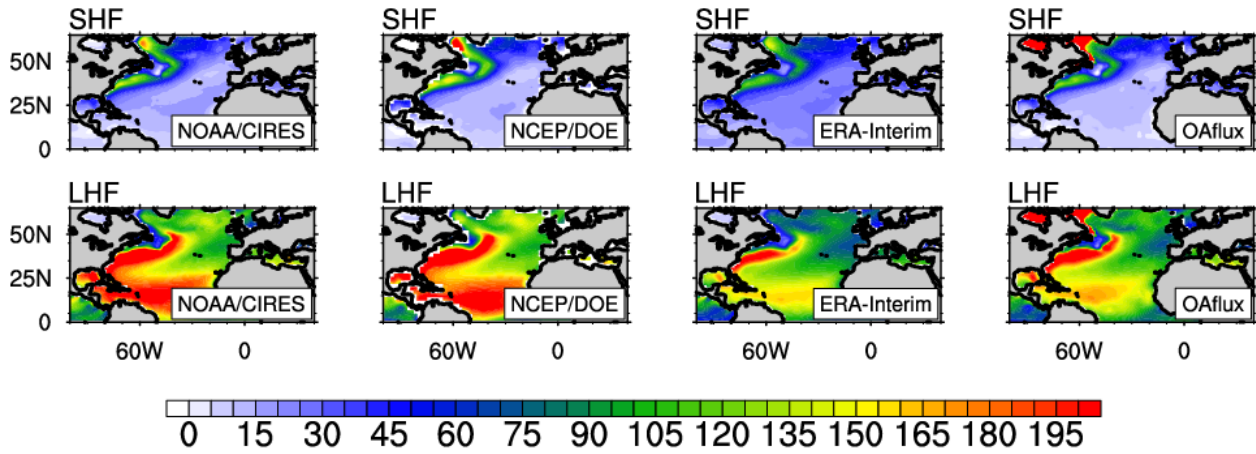 SHF SHF SHF SHF
50N
25N
0
NOAA/CIRES NCEP/DOE ERA-Interim OAflux
LHF LHF LHF LHF
50N
25N
0
NOAA/CIRES NCEP/DOE ERA-Interim OAflux
60W 0 60W 0 60W 0 60W 0
0 15 30 45 60 75 90 105 120 135 150 165 180 195